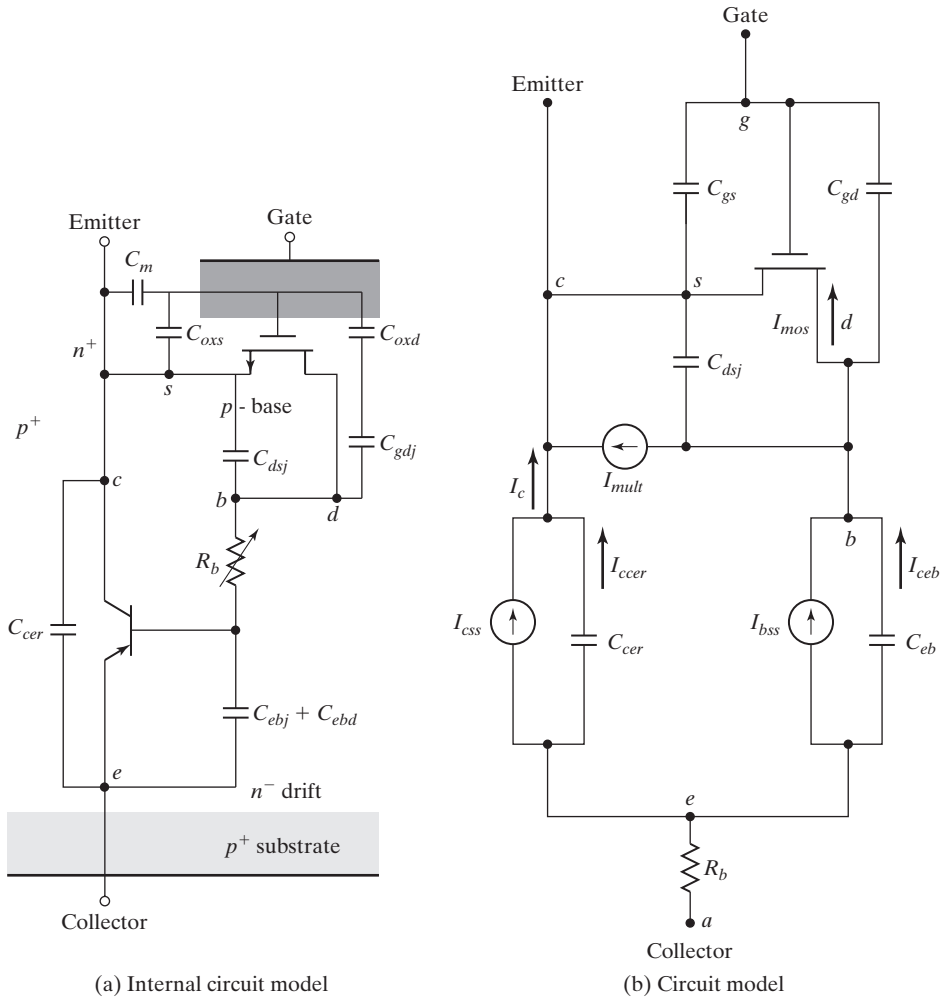 Emitter
Gate
C_m
C_oxs
C_oxd
n^+
s
p - base
p^+
C_dsj
C_gdj
c
b
d
R_b
C_cer
C_ebj + C_ebd
e
n^− drift
p^+ substrate
Collector
(a) Internal circuit model
Gate
Emitter
g
C_gs
C_gd
c
s
I_mos
d
C_dsj
I_c
I_mult
b
I_ccer
I_ceb
I_css
C_cer
I_bss
C_eb
e
R_b
a
Collector
(b) Circuit model